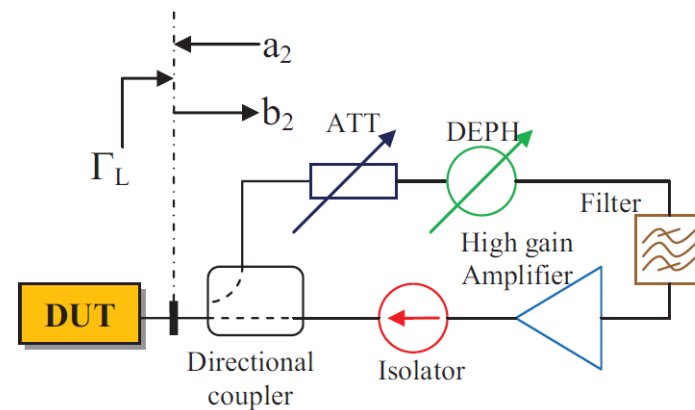 a2
b2
ΓL
ATT
DEPH
Filter
High gain
Amplifier
DUT
Directional
coupler
Isolator